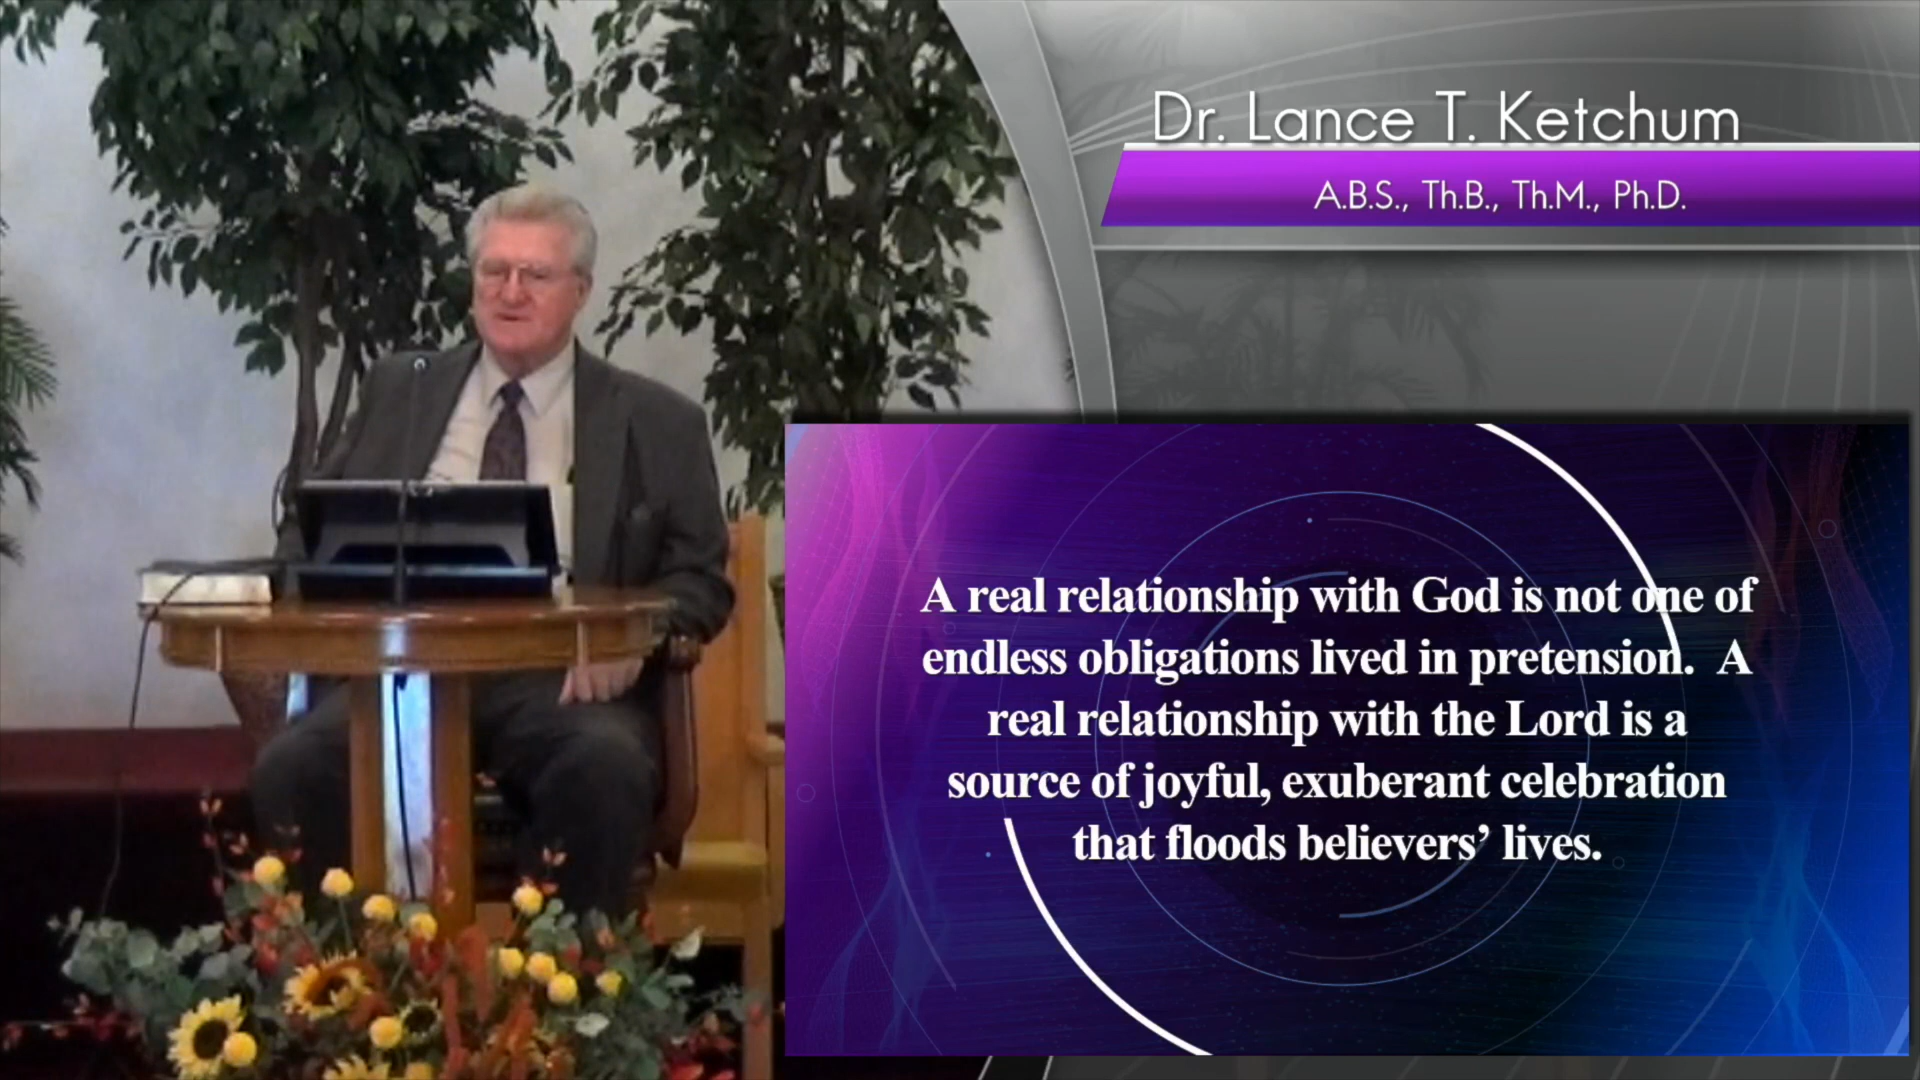 Dr. Lance T. Ketchum
A.B.S., Th.B., Th.M., Ph.D.
A real relationship with God is not one of
endless obligations lived in pretension.  A
real relationship with the Lord is a
source of joyful, exuberant celebration
that floods believers’ lives.